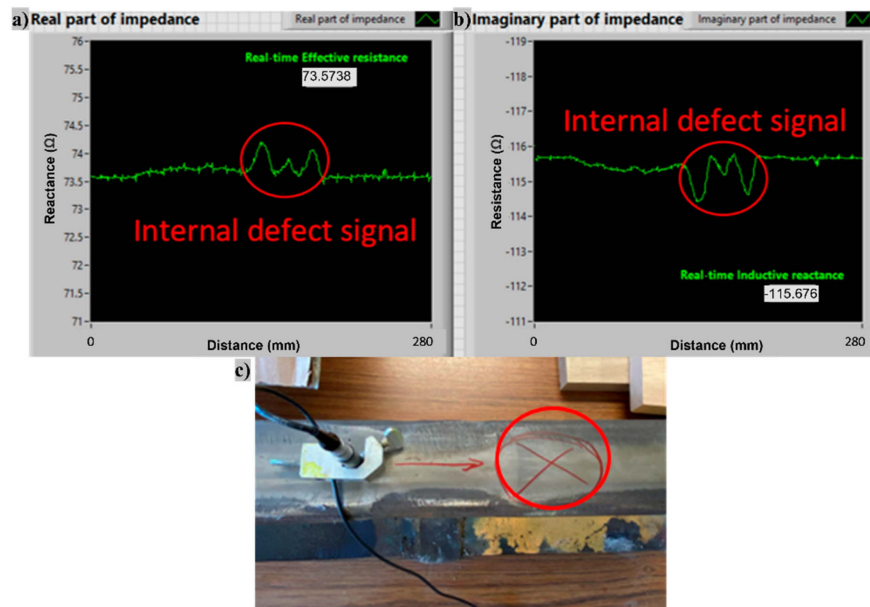 a) Real part of impedance
Real part of impedance
76
75.5
75
74.5
74
73.5
73
72.5
72
71.5
71
Reactance (Ω)
Real-time Effective resistance
73.5738
Internal defect signal
0
Distance (mm)
280
b) Imaginary part of impedance
Imaginary part of impedance
-119
-118
-117
-116
-115
-114
-113
-112
-111
Resistance (Ω)
Internal defect signal
Real-time Inductive reactance
-115.676
0
Distance (mm)
280
c)